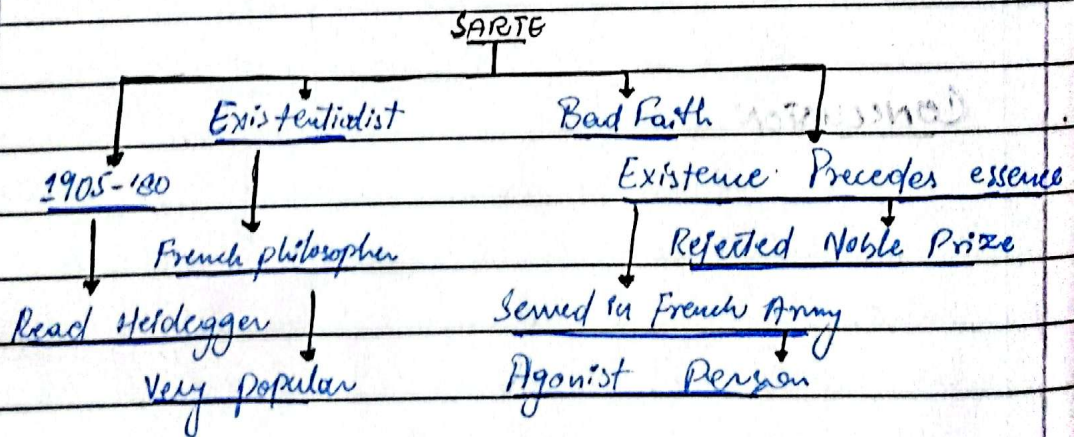 SARTE
Existentialist Bad Faith
1905-'80 Existence Precedes essence
French philosopher Rejected Noble Prize
Read Heidegger Served in French Army
Very popular Agonist Person